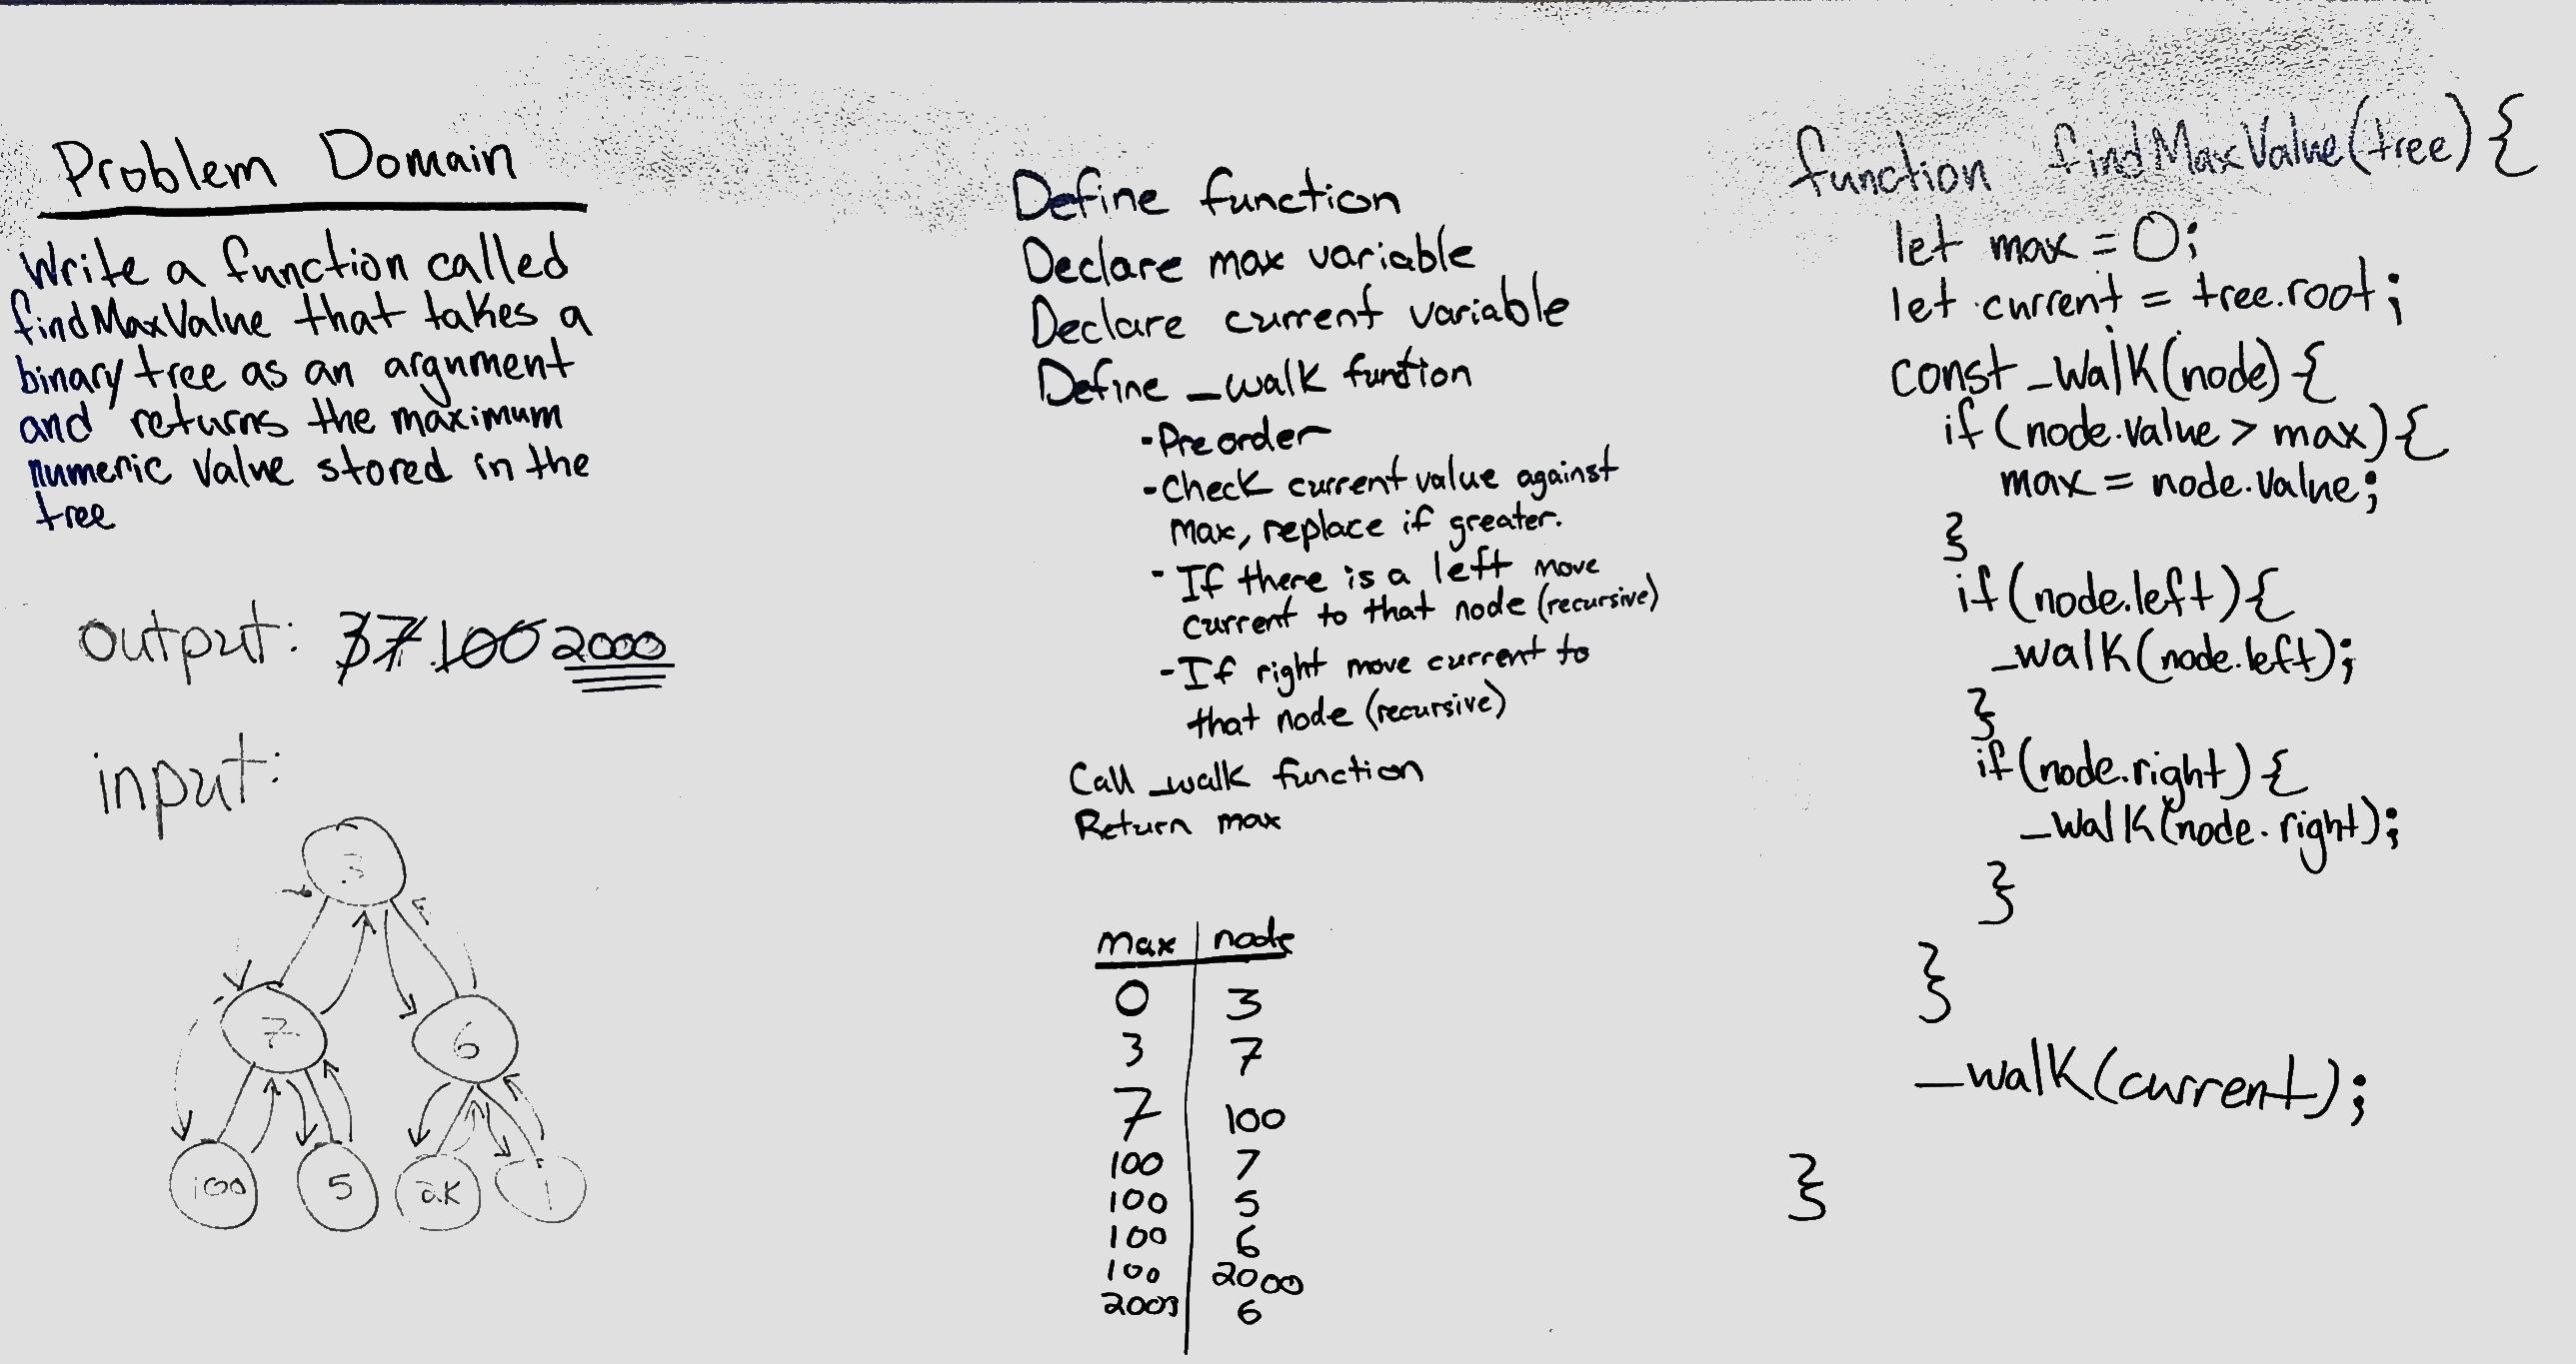 Problem Domain
Write a function called
findMaxValue that takes a
binary tree as an argument
and returns the maximum
numeric value stored in the
tree
output: 3 7 100 2000
input:
3
7
6
100
5
2K
1
Define function
Declare max variable
Declare current variable
Define _walk function
- Pre order
- Check current value against
max, replace if greater.
- If there is a left move
current to that node (recursive)
- If right move current to
that node (recursive)
Call _walk function
Return max
max | node
0 | 3
3 | 7
7 | 100
100 | 7
100 | 5
100 | 6
100 | 2000
2000 | 6
function findMaxValue(tree){
let max = 0;
let current = tree.root;
const _walk(node){
if(node.value > max){
max = node.value;
}
if(node.left){
_walk(node.left);
}
if(node.right){
_walk(node.right);
}
}
_walk(current);
}